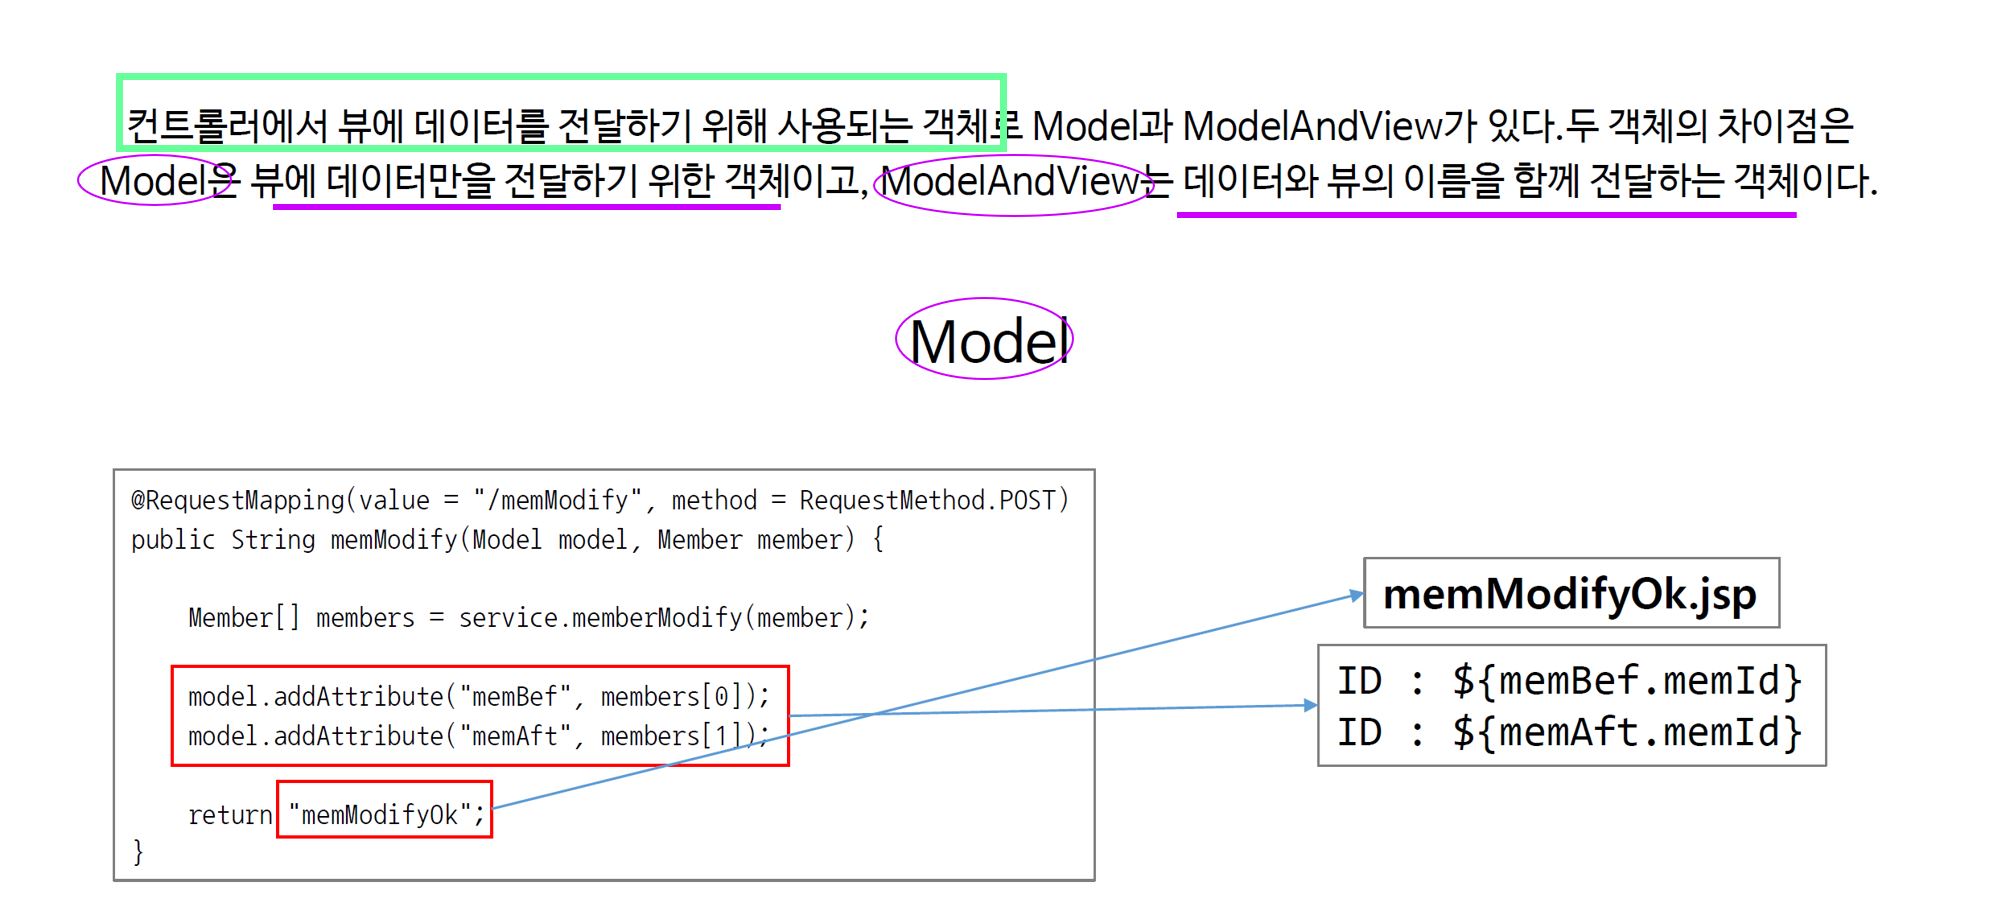 컨트롤러에서 뷰에 데이터를 전달하기 위해 사용되는 객체로 Model과 ModelAndView가 있다.두 객체의 차이점은
Model은 뷰에 데이터만을 전달하기 위한 객체이고, ModelAndView는 데이터와 뷰의 이름을 함께 전달하는 객체이다.
Model
@RequestMapping(value = "/memModify", method = RequestMethod.POST)
public String memModify(Model model, Member member) {
Member[] members = service.memberModify(member);
model.addAttribute("memBef", members[0]);
model.addAttribute("memAft", members[1]);
return "memModifyOk";
}
memModifyOk.jsp
ID : ${memBef.memId}
ID : ${memAft.memId}